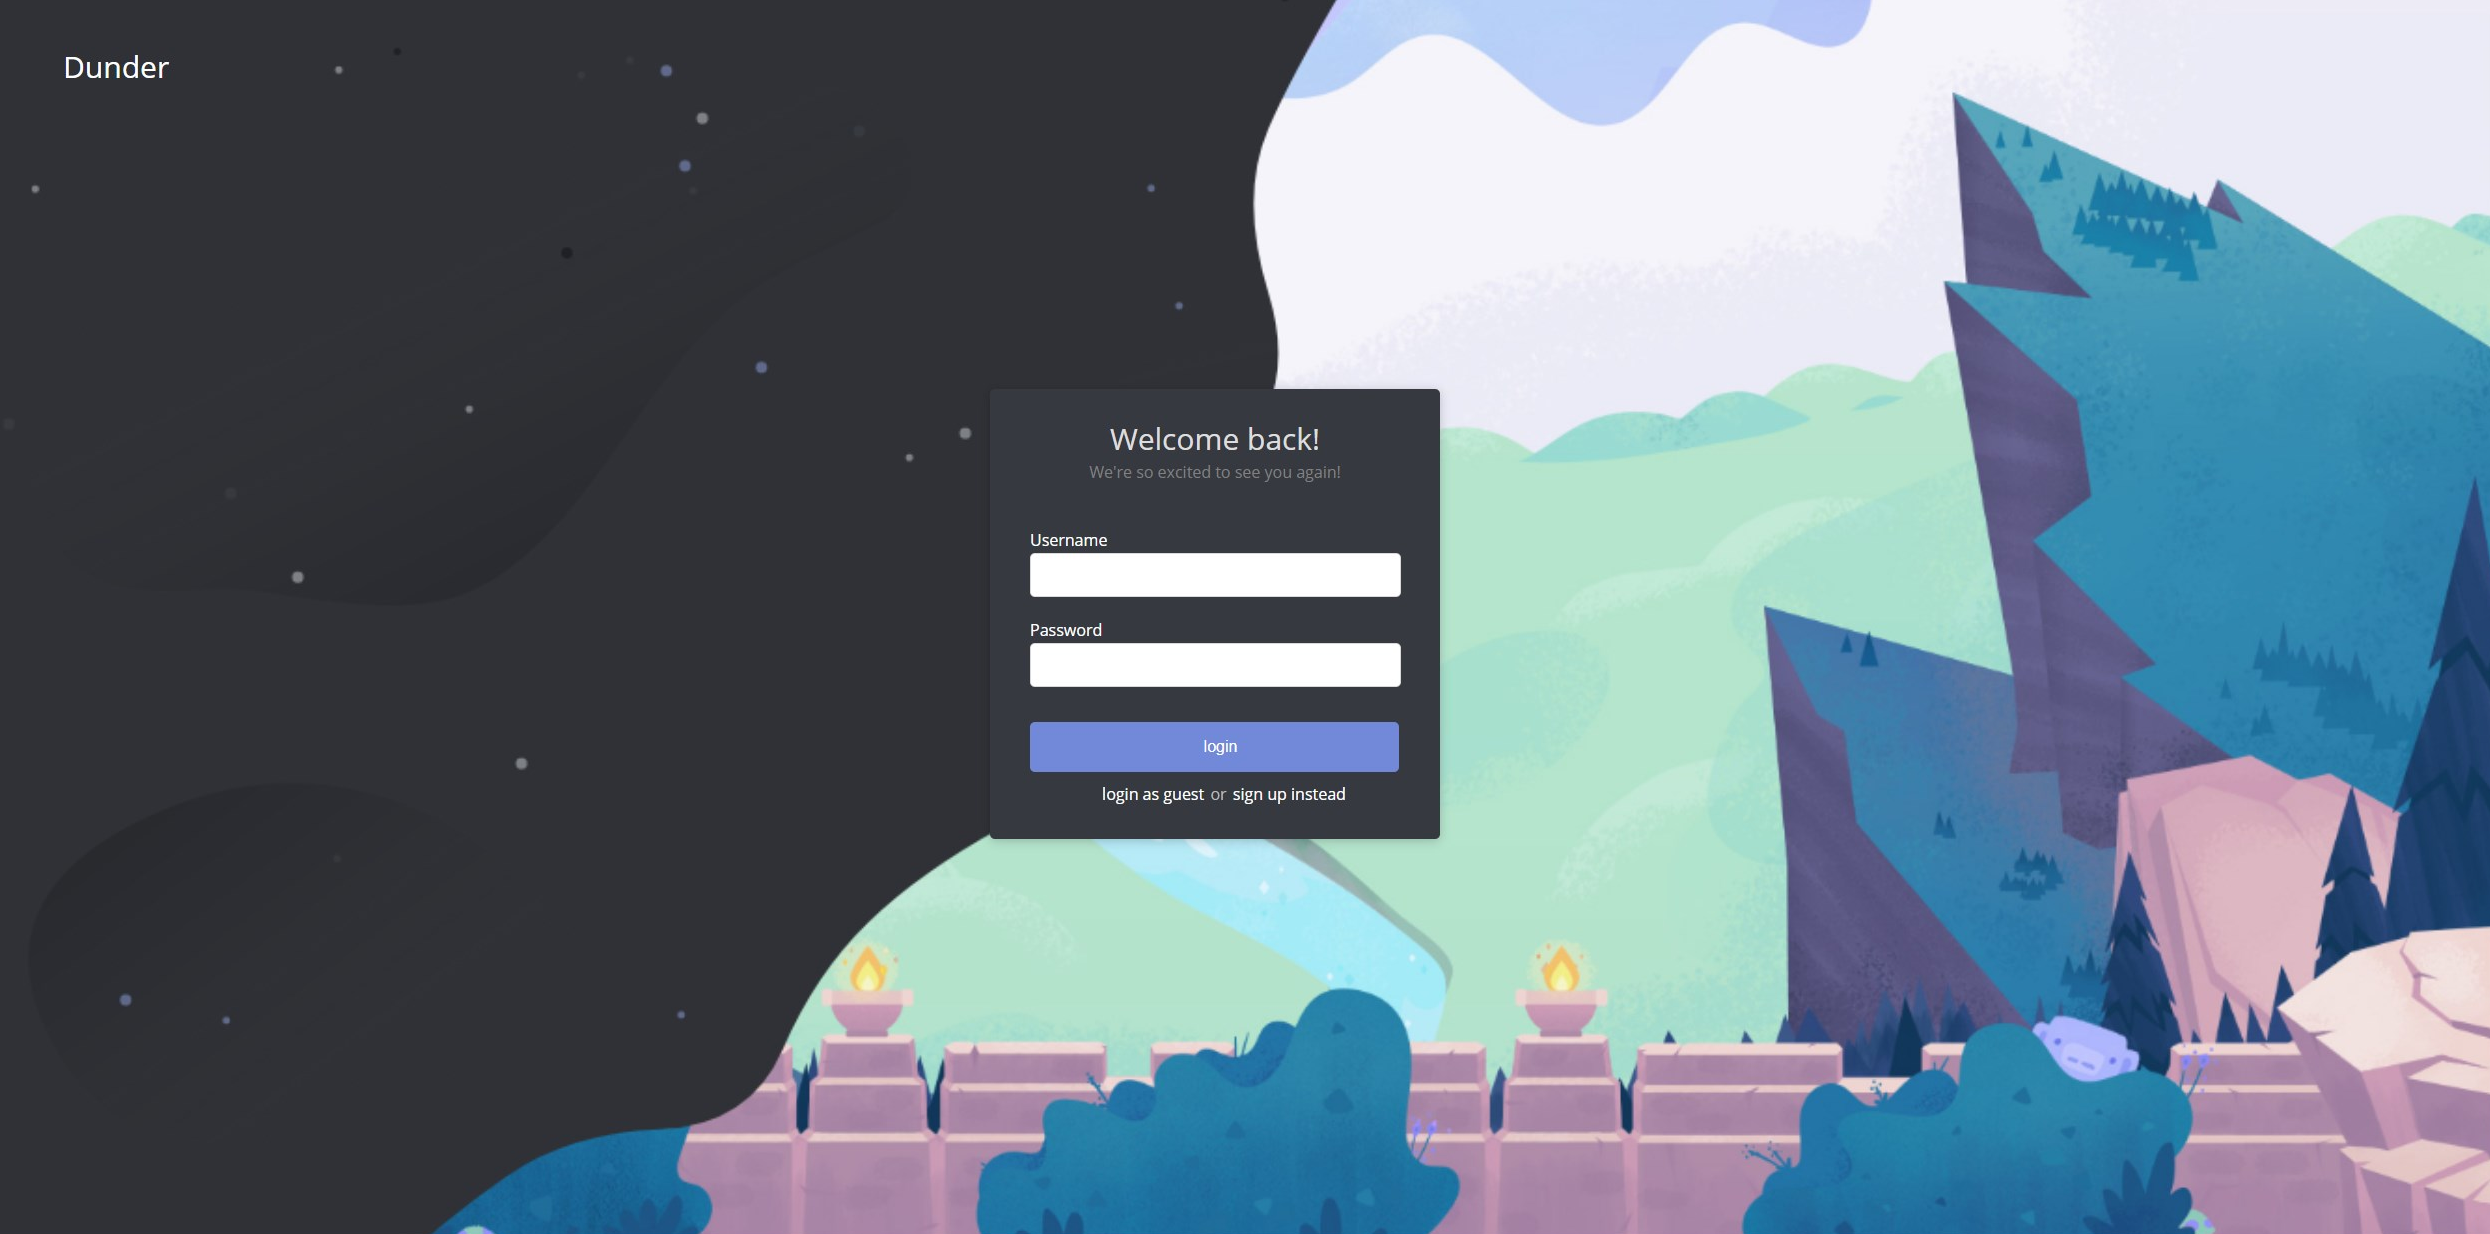 Dunder
Welcome back!
We're so excited to see you again!
Username
Password
login
login as guest or sign up instead